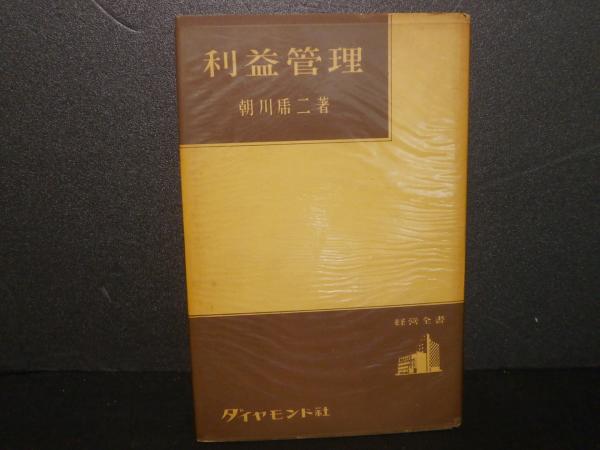 利益管理
朝川乕二著
経営全書
ダイヤモンド社